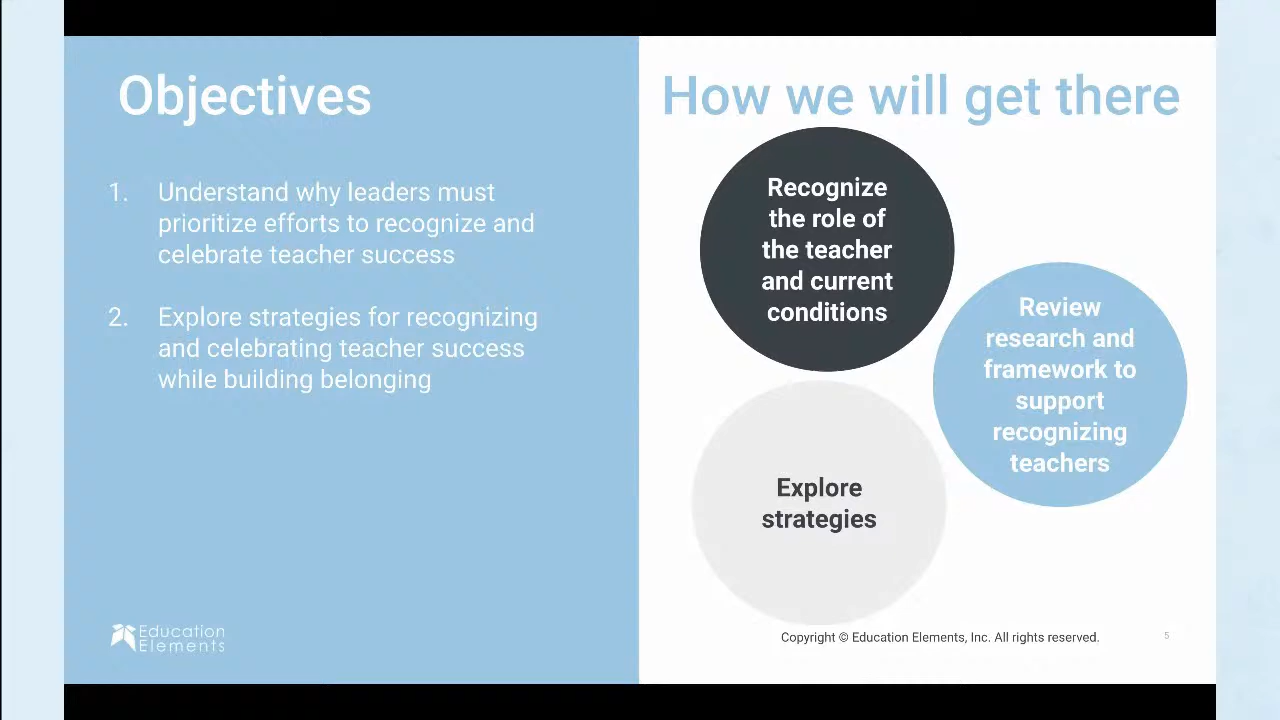 Objectives
1. Understand why leaders must
prioritize efforts to recognize and
celebrate teacher success
2. Explore strategies for recognizing
and celebrating teacher success
while building belonging
Education
Elements
How we will get there
Recognize
the role of
the teacher
and current
conditions
Review
research and
framework to
support
recognizing
teachers
Explore
strategies
Copyright © Education Elements, Inc. All rights reserved.
5